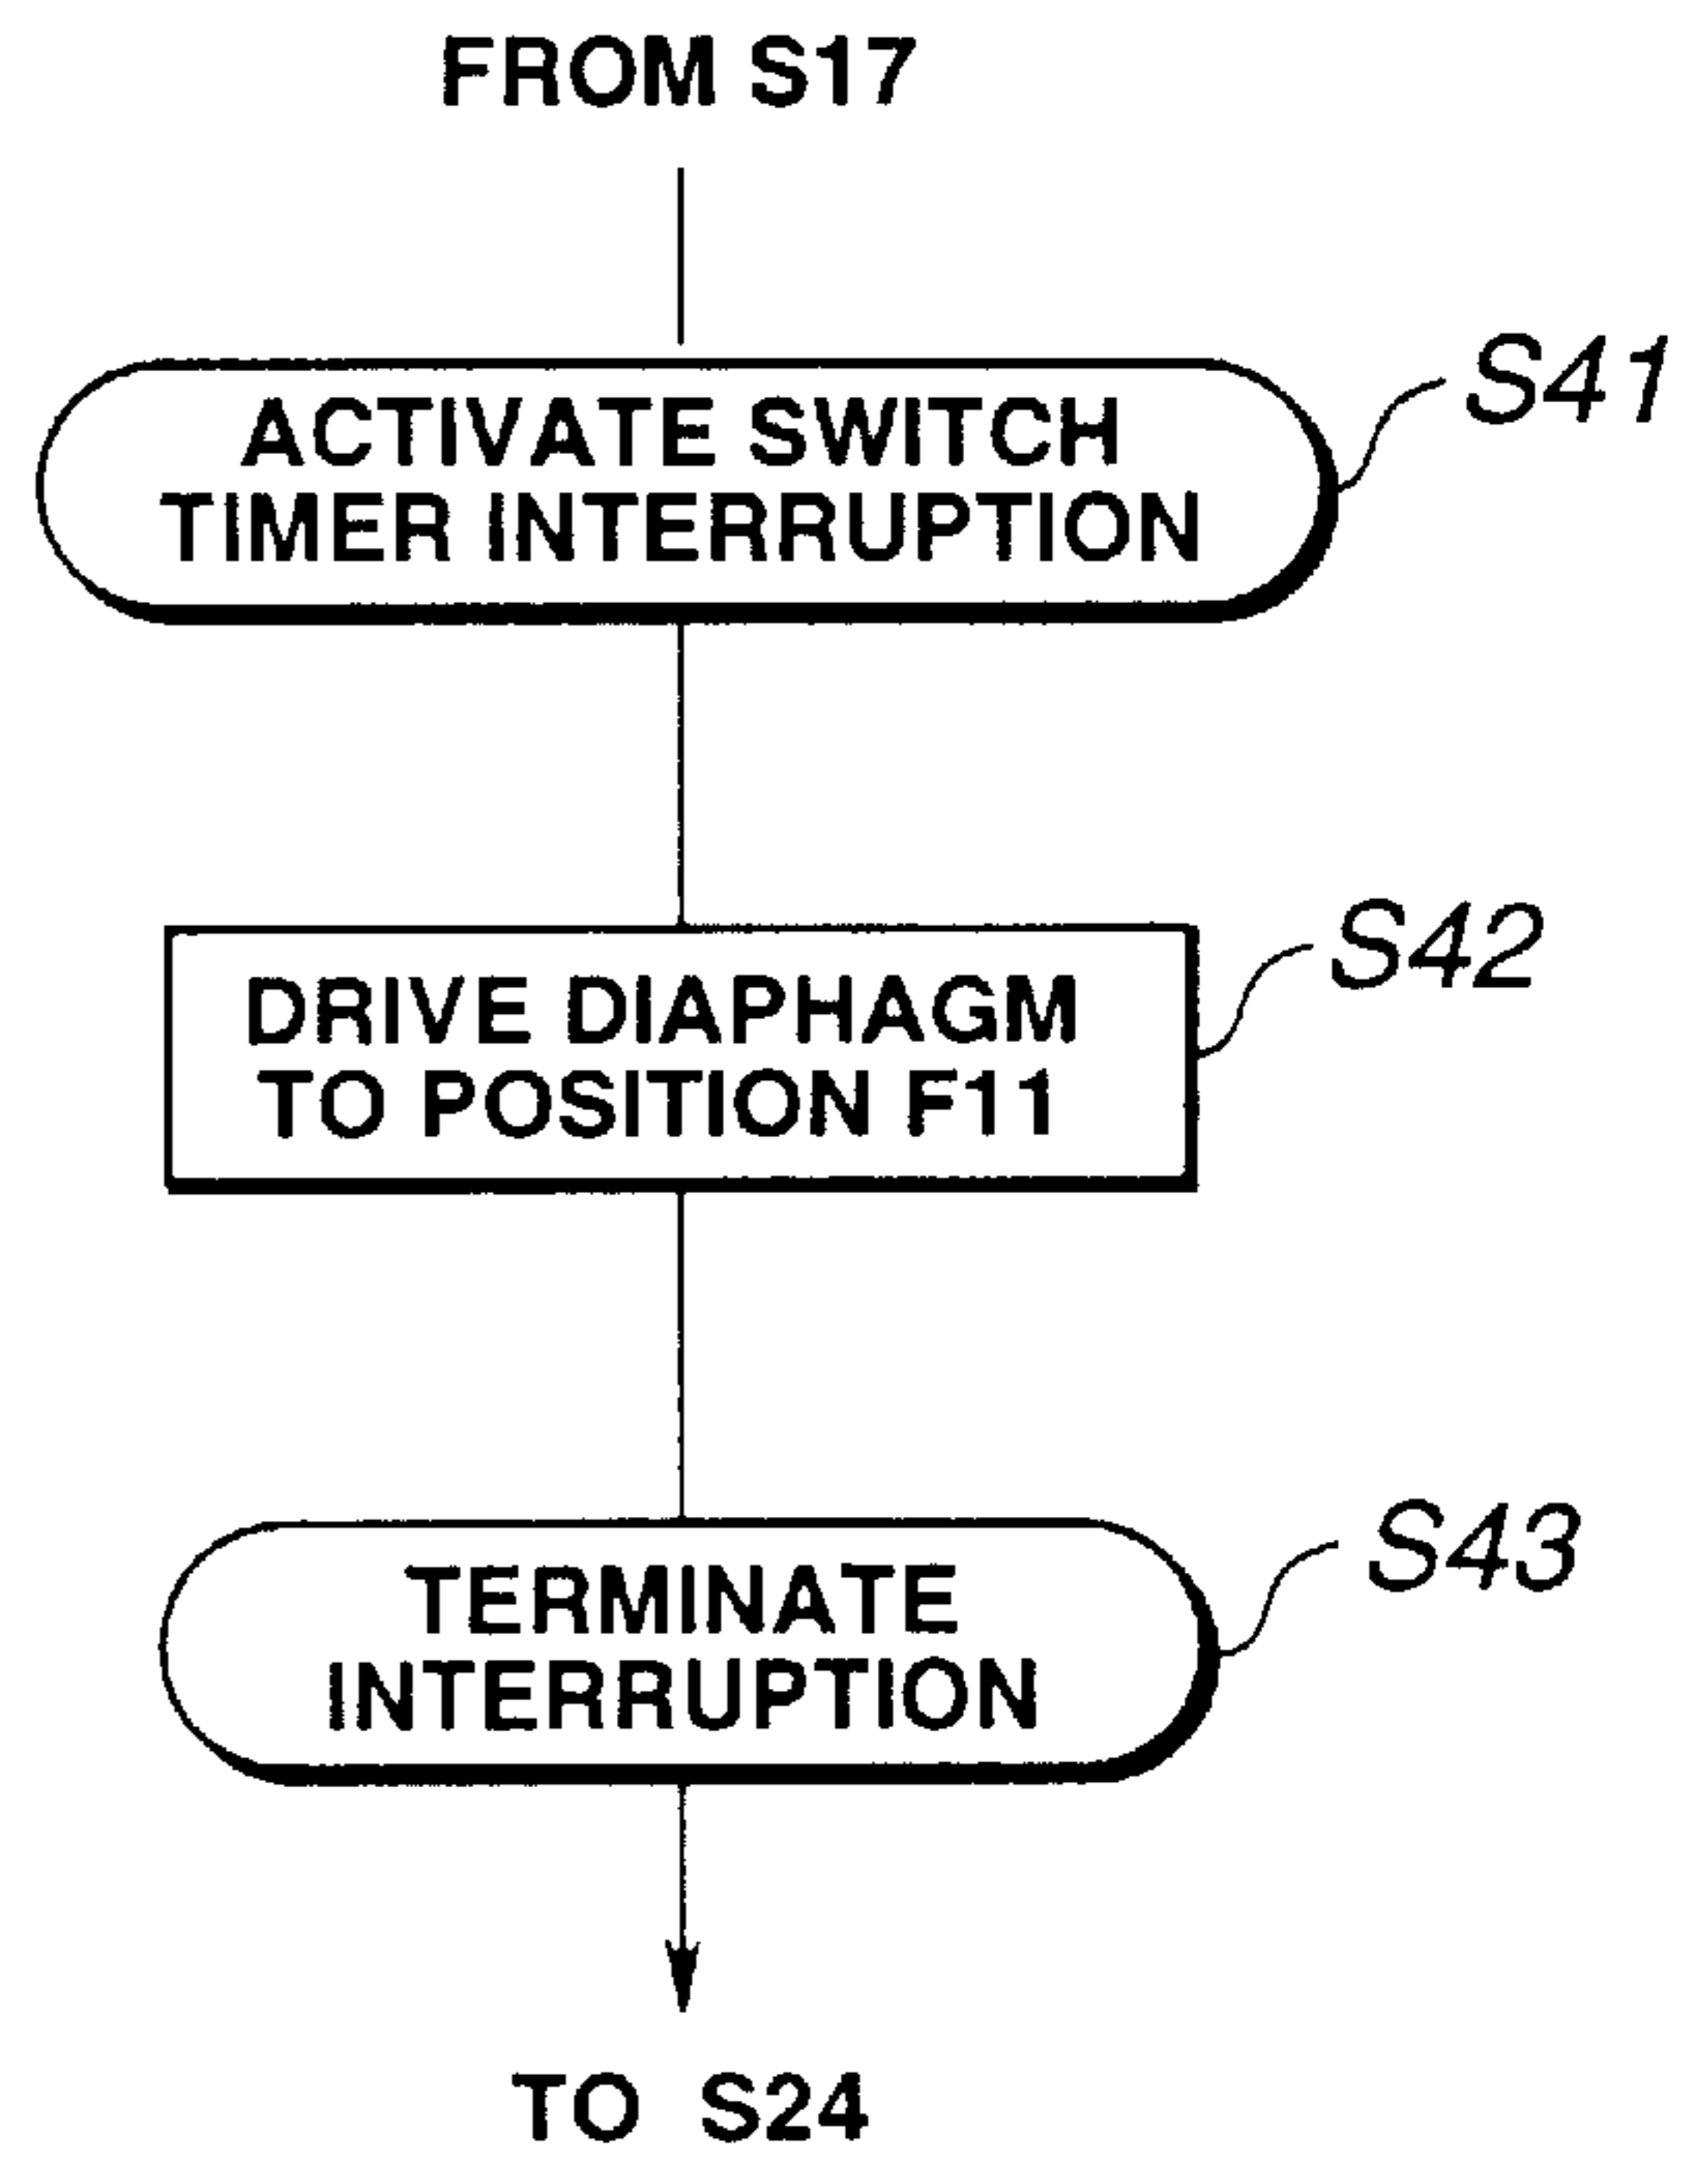 FROM S17
ACTIVATE SWITCH
TIMER INTERRUPTION
S41
DRIVE DIAPHAGM
TO POSITION F11
S42
TERMINATE
INTERRUPTION
S43
TO S24